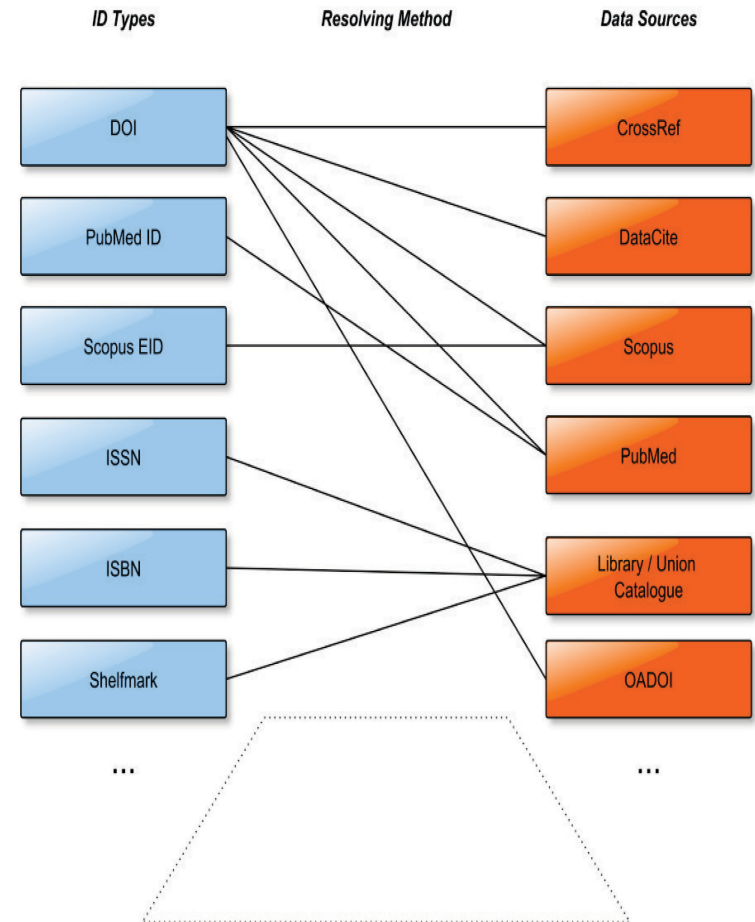 ID Types
Resolving Method
Data Sources
DOI
CrossRef
PubMed ID
DataCite
Scopus EID
Scopus
ISSN
PubMed
ISBN
Library / Union
Catalogue
Shelfmark
OADOI
...
...